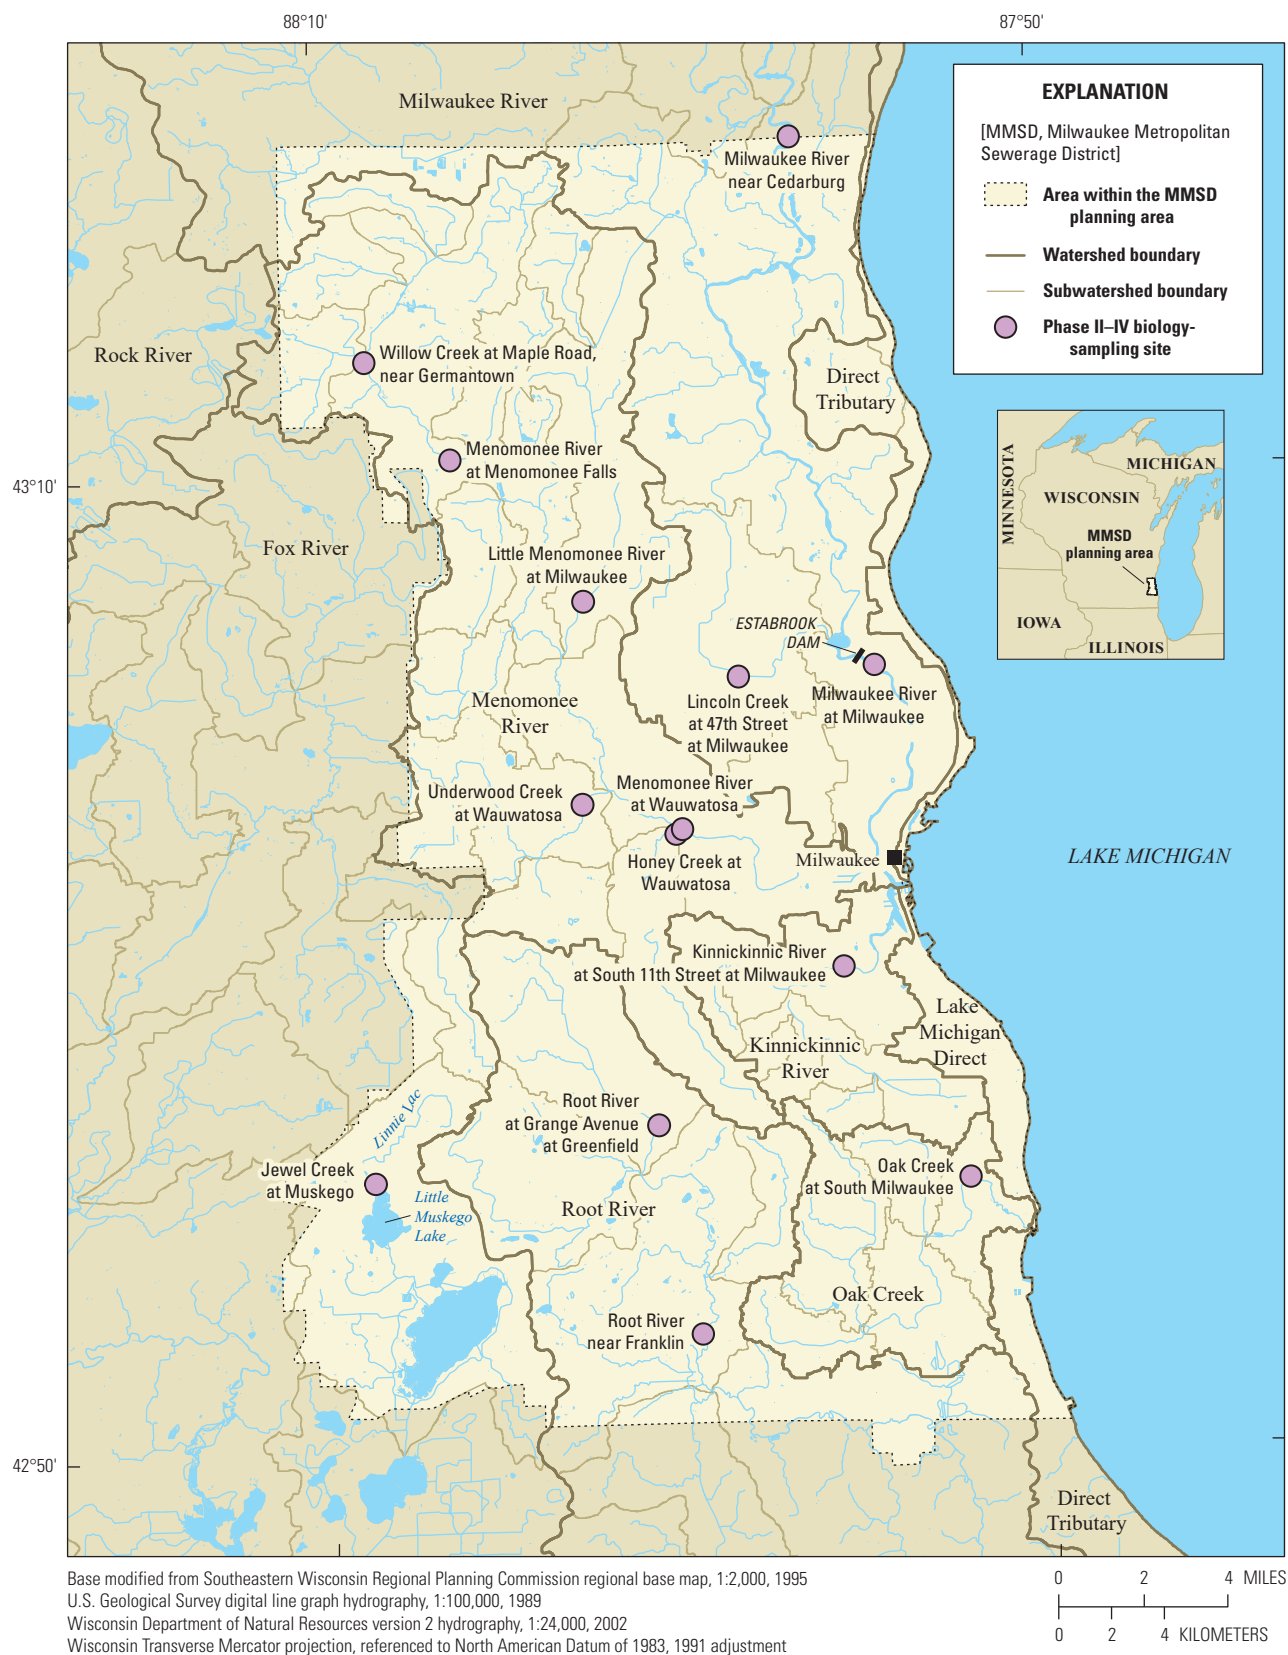 88°10'
87°50'
Milwaukee River
Milwaukee River
near Cedarburg
EXPLANATION
[MMSD, Milwaukee Metropolitan
Sewerage District]
Area within the MMSD
planning area
Watershed boundary
Subwatershed boundary
Phase II–IV biology-
sampling site
Rock River
Willow Creek at Maple Road,
near Germantown
Direct
Tributary
Menomonee River
at Menomonee Falls
43°10'
Fox River
Little Menomonee River
at Milwaukee
MINNESOTA
MICHIGAN
WISCONSIN
MMSD
planning area
IOWA
ILLINOIS
ESTABROOK
DAM
Milwaukee River
at Milwaukee
Lincoln Creek
at 47th Street
at Milwaukee
Menomonee
River
Underwood Creek
at Wauwatosa
Menomonee River
at Wauwatosa
Honey Creek at
Wauwatosa
Milwaukee
LAKE MICHIGAN
Kinnickinnic River
at South 11th Street at Milwaukee
Lake
Michigan
Direct
Kinnickinnic
River
Linnie Lac
Root River
at Grange Avenue
at Greenfield
Jewel Creek
at Muskego
Little
Muskego
Lake
Oak Creek
at South Milwaukee
Root River
Oak Creek
Root River
near Franklin
42°50'
Direct
Tributary
Base modified from Southeastern Wisconsin Regional Planning Commission regional base map, 1:2,000, 1995
U.S. Geological Survey digital line graph hydrography, 1:100,000, 1989
Wisconsin Department of Natural Resources version 2 hydrography, 1:24,000, 2002
Wisconsin Transverse Mercator projection, referenced to North American Datum of 1983, 1991 adjustment
0 2 4 MILES
0 2 4 KILOMETERS